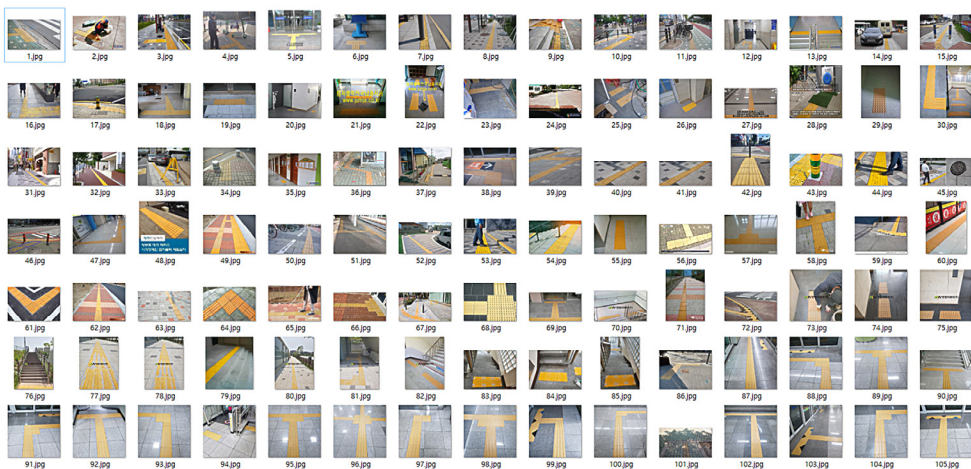 1.jpg 2.jpg 3.jpg 4.jpg 5.jpg 6.jpg 7.jpg 8.jpg 9.jpg 10.jpg 11.jpg 12.jpg 13.jpg 14.jpg 15.jpg
16.jpg 17.jpg 18.jpg 19.jpg 20.jpg 21.jpg 22.jpg 23.jpg 24.jpg 25.jpg 26.jpg 27.jpg 28.jpg 29.jpg 30.jpg
31.jpg 32.jpg 33.jpg 34.jpg 35.jpg 36.jpg 37.jpg 38.jpg 39.jpg 40.jpg 41.jpg 42.jpg 43.jpg 44.jpg 45.jpg
46.jpg 47.jpg 48.jpg 49.jpg 50.jpg 51.jpg 52.jpg 53.jpg 54.jpg 55.jpg 56.jpg 57.jpg 58.jpg 59.jpg 60.jpg
61.jpg 62.jpg 63.jpg 64.jpg 65.jpg 66.jpg 67.jpg 68.jpg 69.jpg 70.jpg 71.jpg 72.jpg 73.jpg 74.jpg 75.jpg
76.jpg 77.jpg 78.jpg 79.jpg 80.jpg 81.jpg 82.jpg 83.jpg 84.jpg 85.jpg 86.jpg 87.jpg 88.jpg 89.jpg 90.jpg
91.jpg 92.jpg 93.jpg 94.jpg 95.jpg 96.jpg 97.jpg 98.jpg 99.jpg 100.jpg 101.jpg 102.jpg 103.jpg 104.jpg 105.jpg